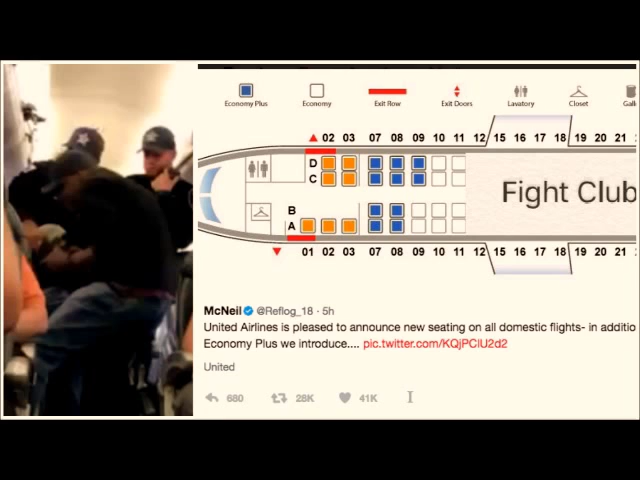 Economy Plus Economy Exit Row Exit Doors Lavatory Closet
02 03 07 08 09 10 11 12 15 16 17 18 19 20 21
D
C
Fight Club
B
A
01 02 03 07 08 09 10 11 12 15 16 17 18 19 20 21
McNeil @Reflog_18 · 5h
United Airlines is pleased to announce new seating on all domestic flights- in additio
Economy Plus we introduce.... pic.twitter.com/KQjPClU2d2
United
680 28K 41K